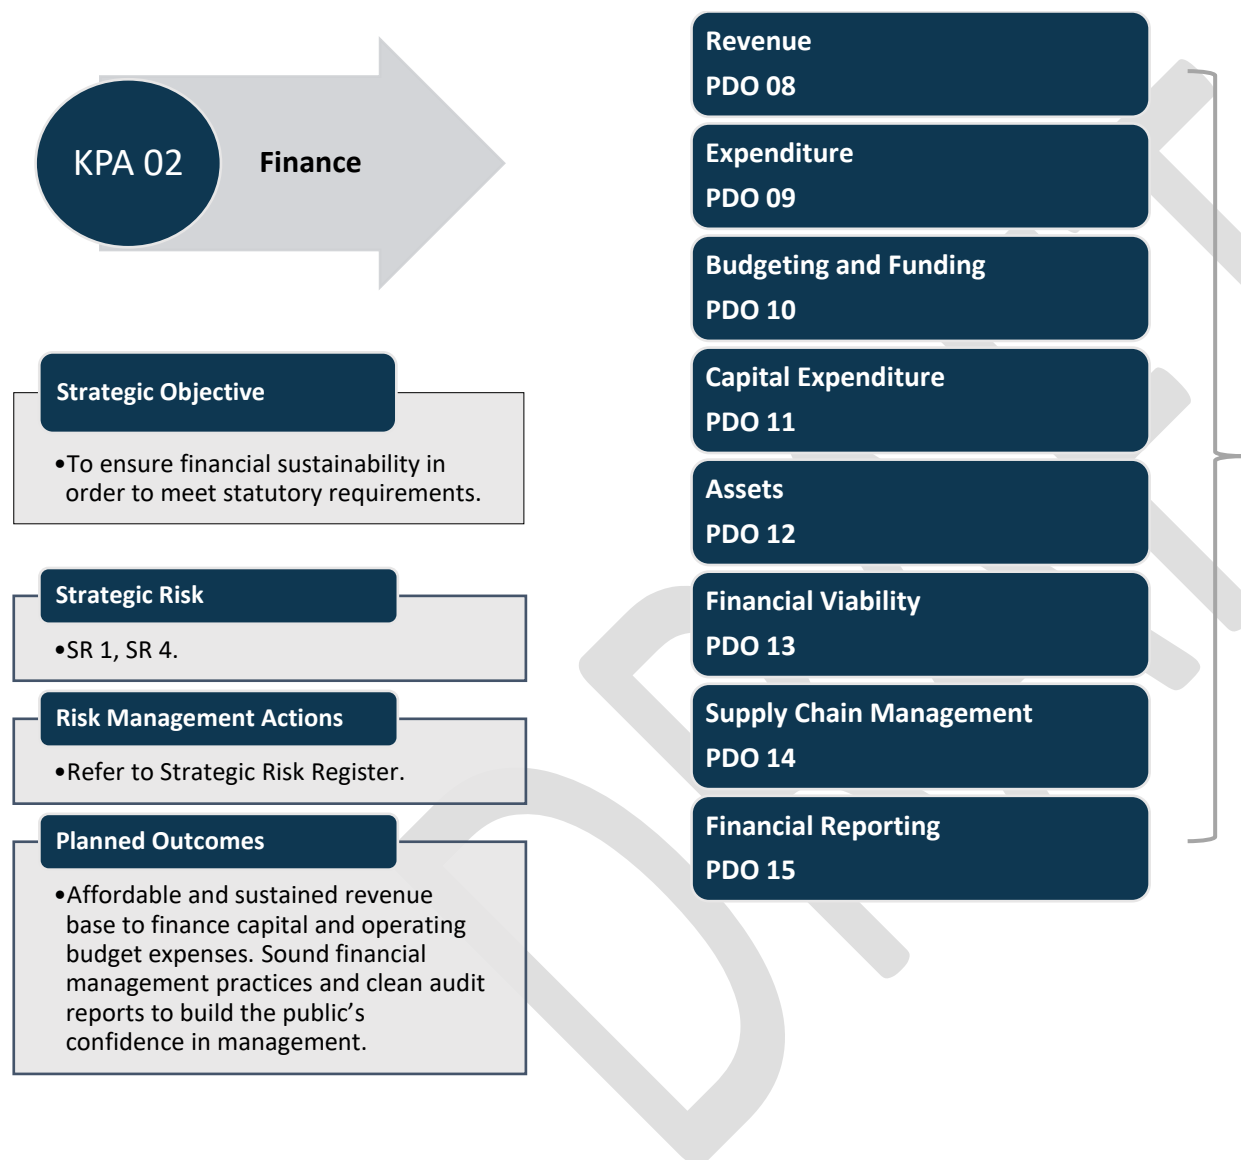 KPA 02
Finance
Strategic Objective
•To ensure financial sustainability in
order to meet statutory requirements.
Strategic Risk
•SR 1, SR 4.
Risk Management Actions
•Refer to Strategic Risk Register.
Planned Outcomes
•Affordable and sustained revenue
base to finance capital and operating
budget expenses. Sound financial
management practices and clean audit
reports to build the public’s
confidence in management.
Revenue
PDO 08
Expenditure
PDO 09
Budgeting and Funding
PDO 10
Capital Expenditure
PDO 11
Assets
PDO 12
Financial Viability
PDO 13
Supply Chain Management
PDO 14
Financial Reporting
PDO 15
DRAFT